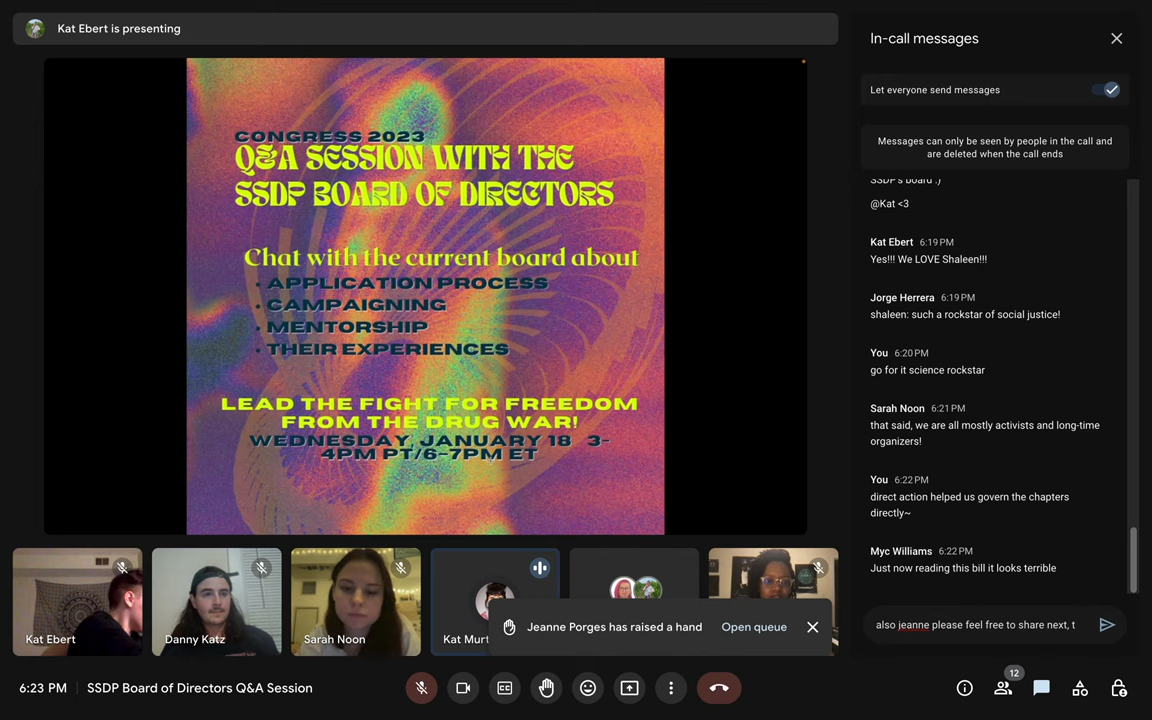 Kat Ebert is presenting
CONGRESS 2023
Q&A SESSION WITH THE
SSDP BOARD OF DIRECTORS
Chat with the current board about
• APPLICATION PROCESS
• CAMPAIGNING
• MENTORSHIP
• THEIR EXPERIENCES
LEAD THE FIGHT FOR FREEDOM
FROM THE DRUG WAR!
WEDNESDAY, JANUARY 18 3-
4PM PT/6-7PM ET
Kat Ebert
Danny Katz
Sarah Noon
Kat Murt
Jeanne Porges has raised a hand
Open queue
6:23 PM
SSDP Board of Directors Q&A Session
In-call messages
Let everyone send messages
Messages can only be seen by people in the call and
are deleted when the call ends
SSDP's board :)
@Kat <3
Kat Ebert 6:19 PM
Yes!!! We LOVE Shaleen!!!
Jorge Herrera 6:19 PM
shaleen: such a rockstar of social justice!
You 6:20 PM
go for it science rockstar
Sarah Noon 6:21 PM
that said, we are all mostly activists and long-time
organizers!
You 6:22 PM
direct action helped us govern the chapters
directly~
Myc Williams 6:22 PM
Just now reading this bill it looks terrible
also jeanne please feel free to share next, t
12